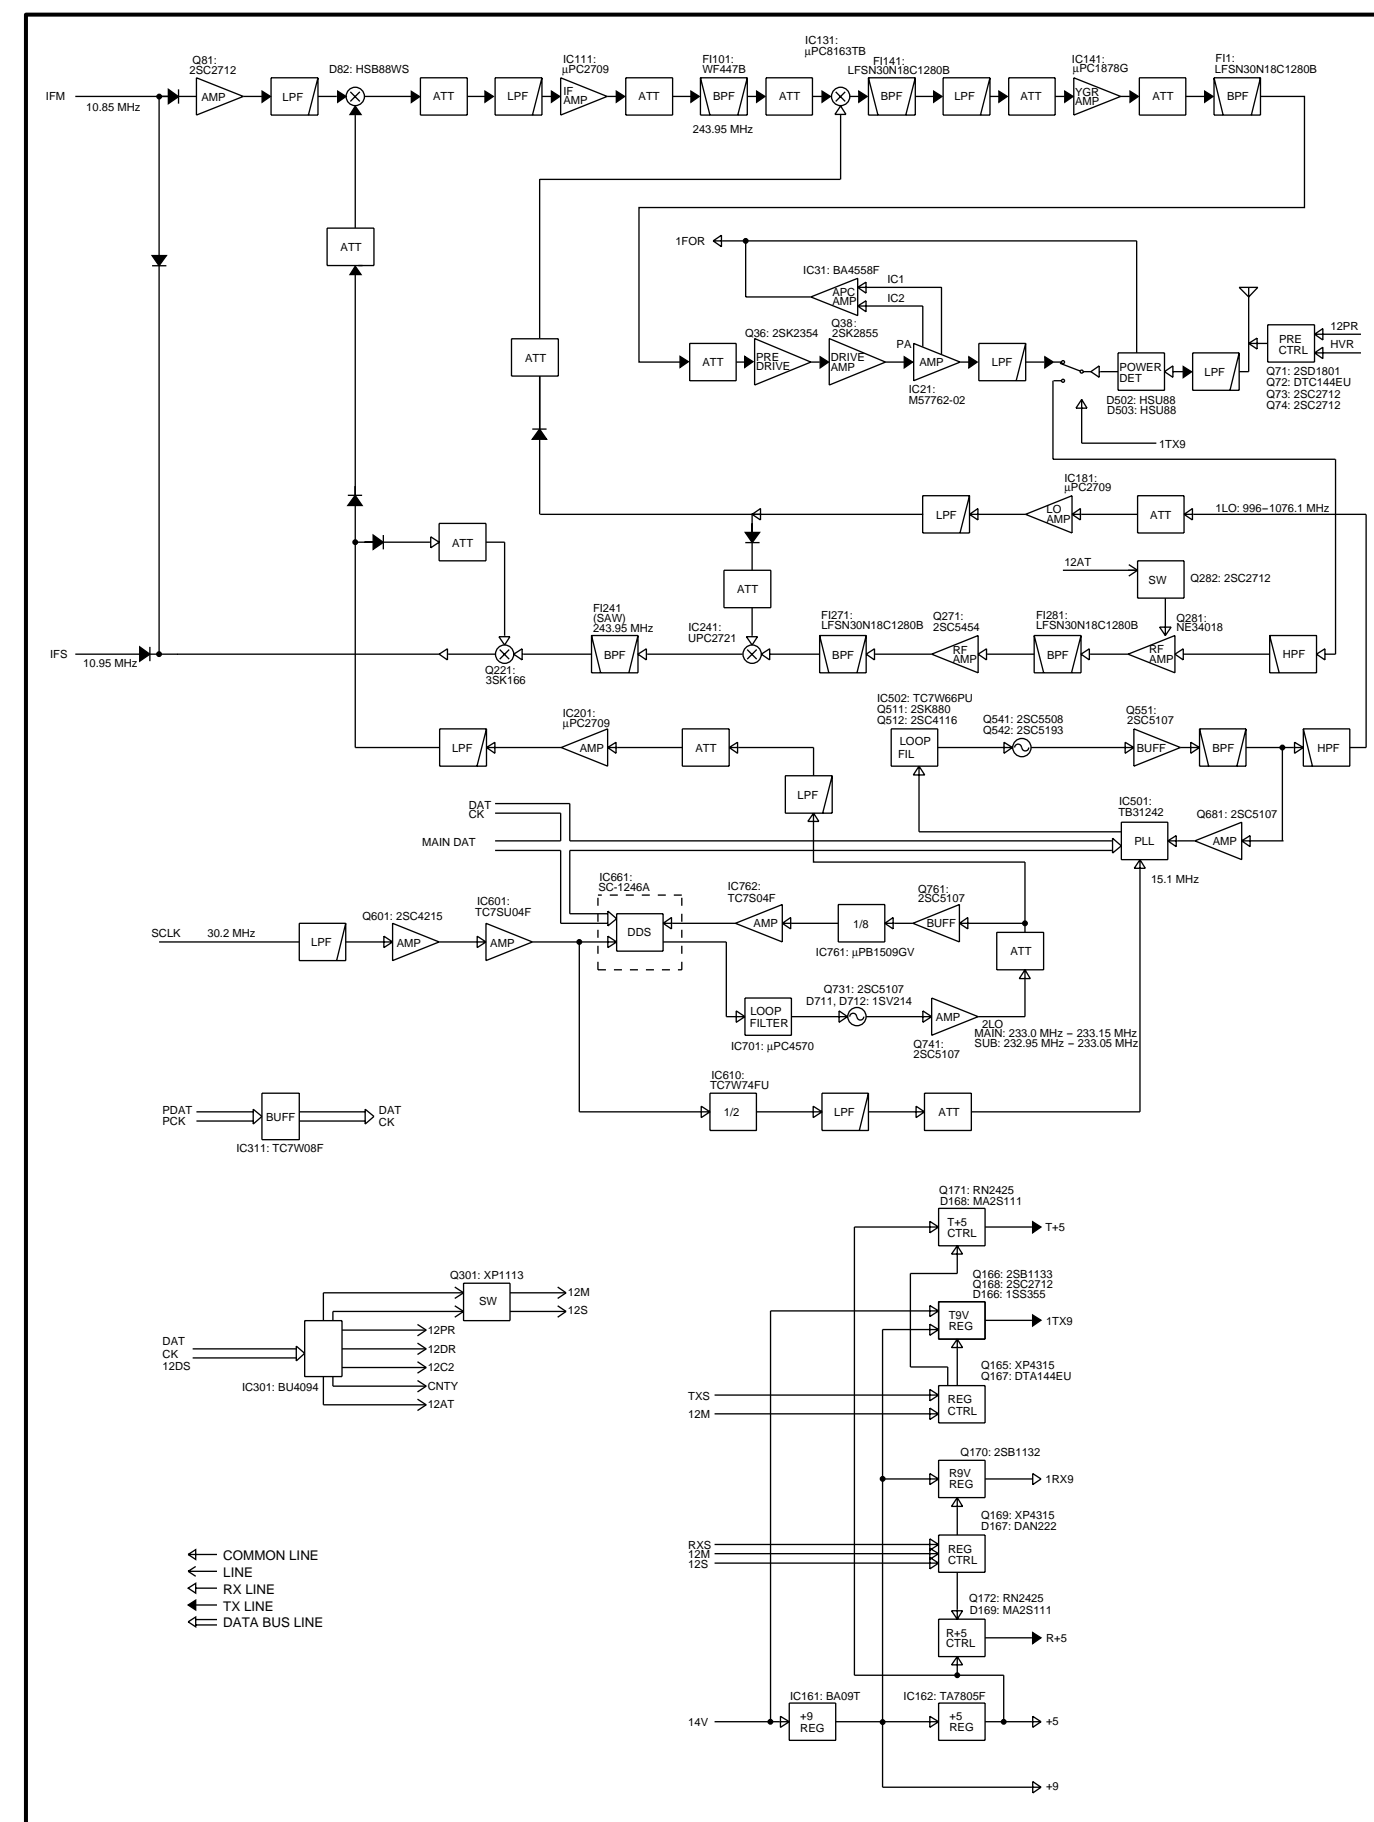 IC131:
µPC8163TB
Q81:
2SC2712
D82: HSB88WS
IC111:
µPC2709
FI101:
WF447B
FI141:
LFSN30N18C1280B
IC141:
µPC1878G
FI1:
LFSN30N18C1280B
IFM
10.85 MHz
AMP
LPF
ATT
LPF
IF
AMP
ATT
BPF
ATT
BPF
LPF
ATT
YGR
AMP
ATT
BPF
243.95 MHz
ATT
1FOR
IC31: BA4558F
APC
AMP
IC1
IC2
ATT
Q36: 2SK2354
Q38:
2SK2855
PA
ATT
PRE
DRIVE
DRIVE
AMP
AMP
LPF
IC21:
M57762-02
POWER
DET
D502: HSU88
D503: HSU88
LPF
PRE
CTRL
12PR
HVR
Q71: 2SD1801
Q72: DTC144EU
Q73: 2SC2712
Q74: 2SC2712
1TX9
IC181:
µPC2709
LPF
LO
AMP
ATT
1LO: 996–1076.1 MHz
ATT
ATT
12AT
SW
Q282: 2SC2712
FI241
(SAW)
243.95 MHz
IC241:
UPC2721
FI271:
LFSN30N18C1280B
Q271:
2SC5454
FI281:
LFSN30N18C1280B
Q281:
NE34018
IFS
10.95 MHz
Q221:
3SK166
BPF
BPF
RF
AMP
BPF
RF
AMP
HPF
IC201:
µPC2709
LPF
AMP
ATT
IC502: TC7W66PU
Q511: 2SK880
Q512: 2SC4116
LOOP
FIL
Q541: 2SC5508
Q542: 2SC5193
Q551:
2SC5107
BUFF
BPF
HPF
LPF
DAT
CK
MAIN DAT
IC501:
TB31242
PLL
Q681: 2SC5107
AMP
15.1 MHz
IC661:
SC-1246A
DDS
IC762:
TC7S04F
AMP
1/8
IC761: µPB1509GV
Q761:
2SC5107
BUFF
ATT
SCLK
30.2 MHz
LPF
Q601: 2SC4215
AMP
IC601:
TC7SU04F
AMP
Q731: 2SC5107
D711, D712: 1SV214
LOOP
FILTER
IC701: µPC4570
AMP
Q741:
2SC5107
2LO
MAIN: 233.0 MHz – 233.15 MHz
SUB: 232.95 MHz – 233.05 MHz
IC610:
TC7W74FU
1/2
LPF
ATT
PDAT
PCK
BUFF
DAT
CK
IC311: TC7W08F
Q171: RN2425
D168: MA2S111
T+5
CTRL
T+5
Q166: 2SB1133
Q168: 2SC2712
D166: 1SS355
T9V
REG
1TX9
Q301: XP1113
SW
12M
12S
DAT
CK
12DS
IC301: BU4094
12PR
12DR
12C2
CNTY
12AT
Q165: XP4315
Q167: DTA144EU
TXS
12M
REG
CTRL
Q170: 2SB1132
R9V
REG
1RX9
Q169: XP4315
D167: DAN222
RXS
12M
12S
REG
CTRL
COMMON LINE
LINE
RX LINE
TX LINE
DATA BUS LINE
Q172: RN2425
D169: MA2S111
R+5
CTRL
R+5
IC161: BA09T
IC162: TA7805F
14V
+9
REG
+5
REG
+5
+9